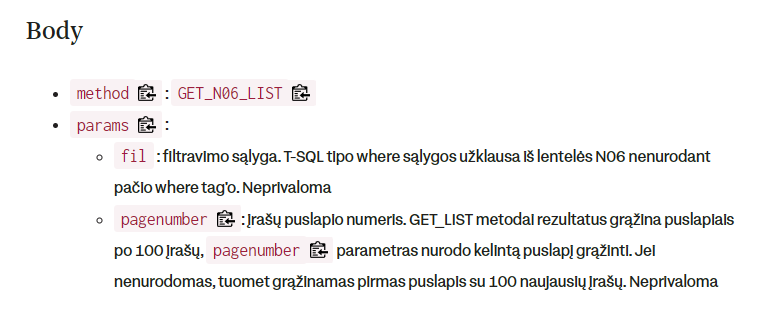 Body
method : GET_N06_LIST
params :
fil : filtravimo sąlyga. T-SQL tipo where sąlygos užklausa iš lentelės N06 nenurodant
pačio where tag'o. Neprivaloma
pagenumber : įrašų puslapio numeris. GET_LIST metodai rezultatus grąžina puslapiais
po 100 įrašų, pagenumber parametras nurodo kelintą puslapį grąžinti. Jei
nenurodomas, tuomet grąžinamas pirmas puslapis su 100 naujausių įrašų. Neprivaloma